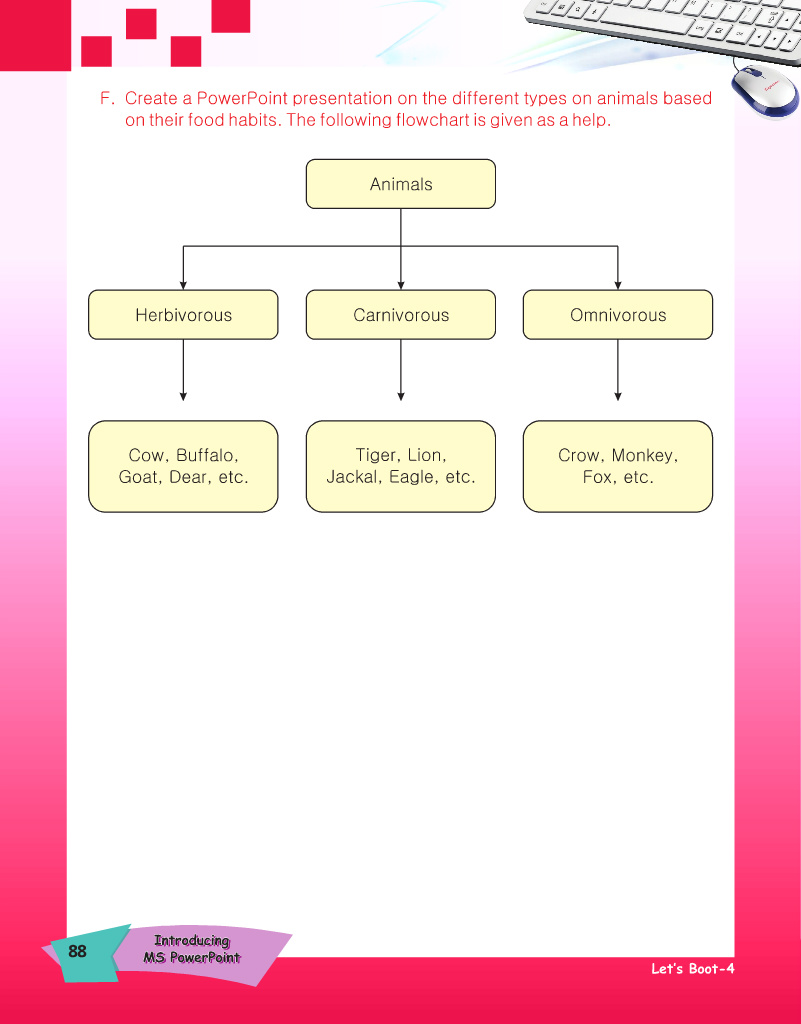 F. Create a PowerPoint presentation on the different types on animals based
on their food habits. The following flowchart is given as a help.
Animals
Herbivorous
Carnivorous
Omnivorous
Cow, Buffalo,
Goat, Dear, etc.
Tiger, Lion,
Jackal, Eagle, etc.
Crow, Monkey,
Fox, etc.
88
Introducing
MS PowerPoint
Let's Boot-4